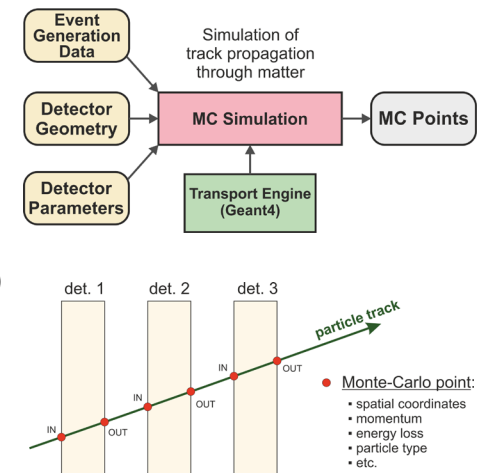 Event
Generation
Data
Simulation of
track propagation
through matter
Detector
Geometry
MC Simulation
MC Points
Detector
Parameters
Transport Engine
(Geant4)
)
det. 1
det. 2
det. 3
particle track
IN
OUT
IN
OUT
IN
OUT
Monte-Carlo point:
▪ spatial coordinates
▪ momentum
▪ energy loss
▪ particle type
▪ etc.